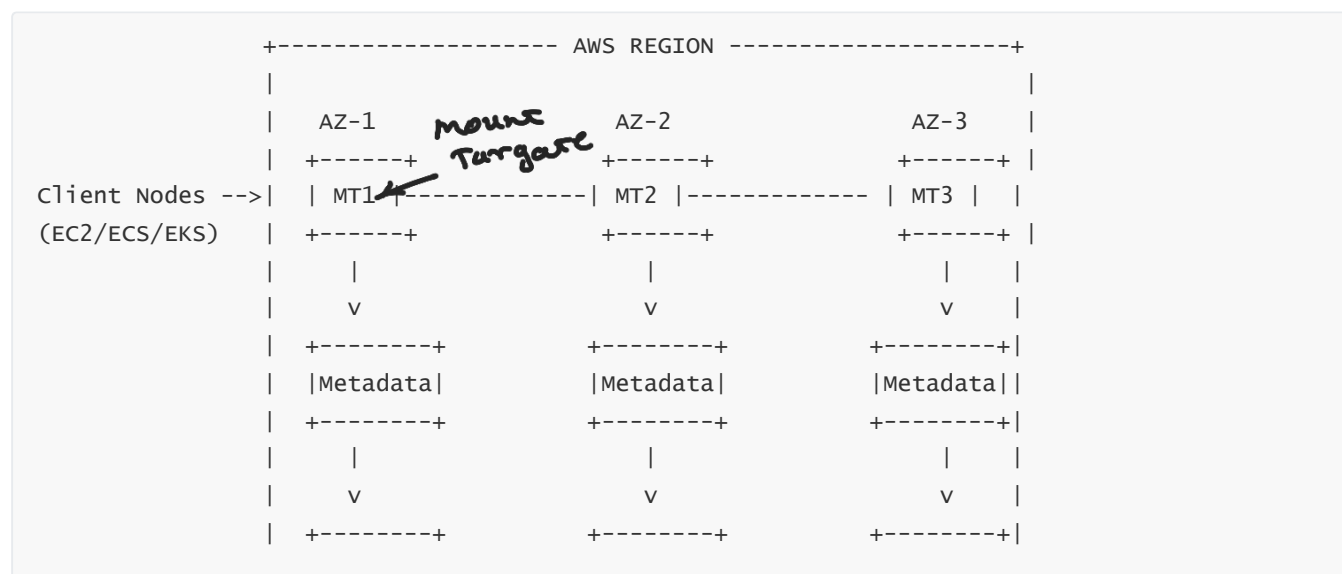 +-------------------- AWS REGION --------------------+
|                                                      |
|   AZ-1    mount        AZ-2                 AZ-3    |
|  +------+  Targate     +------+             +------+ |
Client Nodes -->|  | MT1 |-------------| MT2 |------------- | MT3 |  |
(EC2/ECS/EKS)   |  +------+             +------+             +------+ |
|     |                    |                    |    |
|     v                    v                    v    |
|  +--------+          +--------+          +--------+|
|  |Metadata|          |Metadata|          |Metadata||
|  +--------+          +--------+          +--------+|
|     |                    |                    |    |
|     v                    v                    v    |
|  +--------+          +--------+          +--------+|